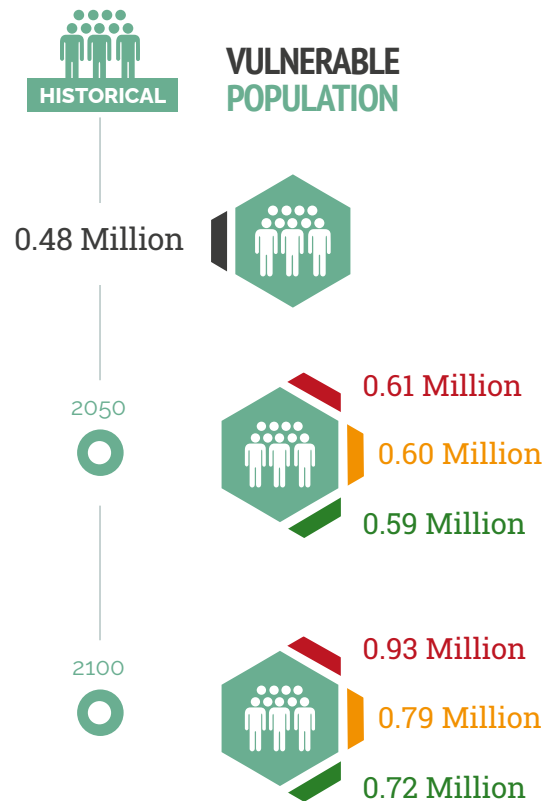 HISTORICAL
VULNERABLE
POPULATION
0.48 Million
2050
0.61 Million
0.60 Million
0.59 Million
2100
0.93 Million
0.79 Million
0.72 Million